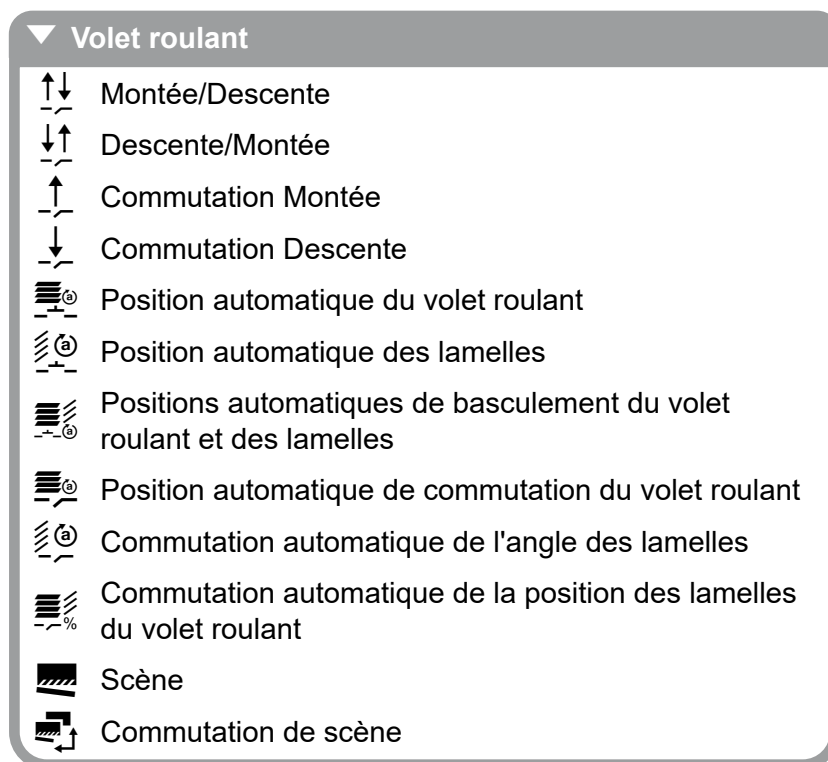 Volet roulant
Montée/Descente
Descente/Montée
Commutation Montée
Commutation Descente
Position automatique du volet roulant
Position automatique des lamelles
Positions automatiques de basculement du volet
roulant et des lamelles
Position automatique de commutation du volet roulant
Commutation automatique de l'angle des lamelles
Commutation automatique de la position des lamelles
du volet roulant
Scène
Commutation de scène